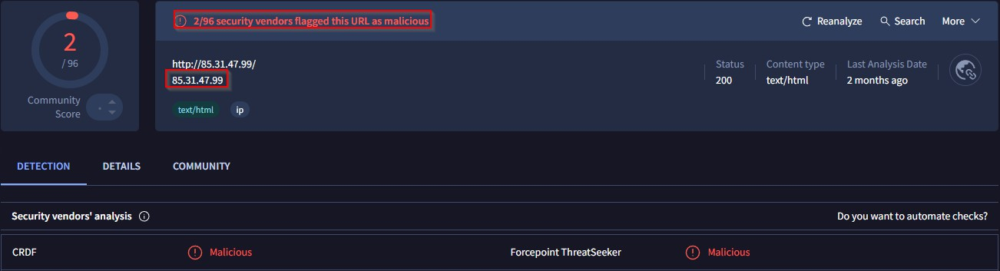 2
/ 96
Community
Score
2/96 security vendors flagged this URL as malicious
Reanalyze Search More
http://85.31.47.99/
85.31.47.99
text/html ip
Status
200
Content type
text/html
Last Analysis Date
2 months ago
DETECTION DETAILS COMMUNITY
Security vendors' analysis Do you want to automate checks?
CRDF Malicious Forcepoint ThreatSeeker Malicious